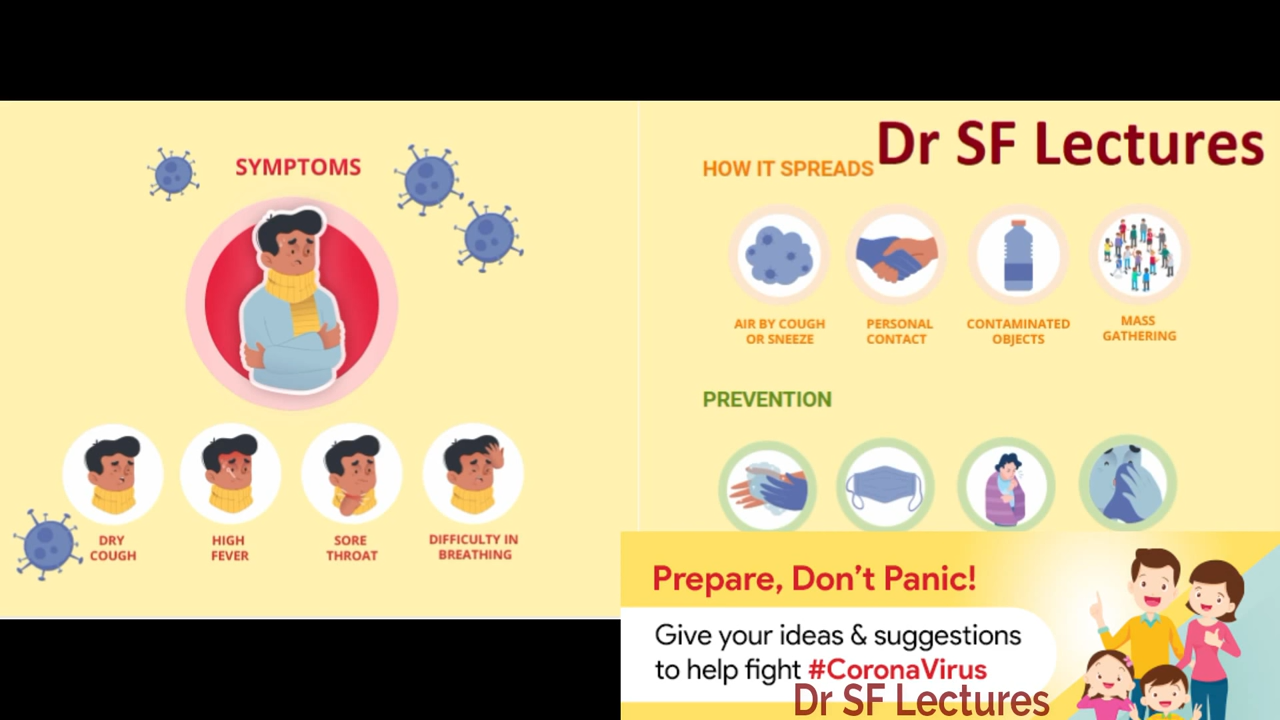 SYMPTOMS
DRY
COUGH
HIGH
FEVER
SORE
THROAT
DIFFICULTY IN
BREATHING
Dr SF Lectures
HOW IT SPREADS
AIR BY COUGH
OR SNEEZE
PERSONAL
CONTACT
CONTAMINATED
OBJECTS
MASS
GATHERING
PREVENTION
Prepare, Don't Panic!
Give your ideas & suggestions
to help fight #CoronaVirus
Dr SF Lectures